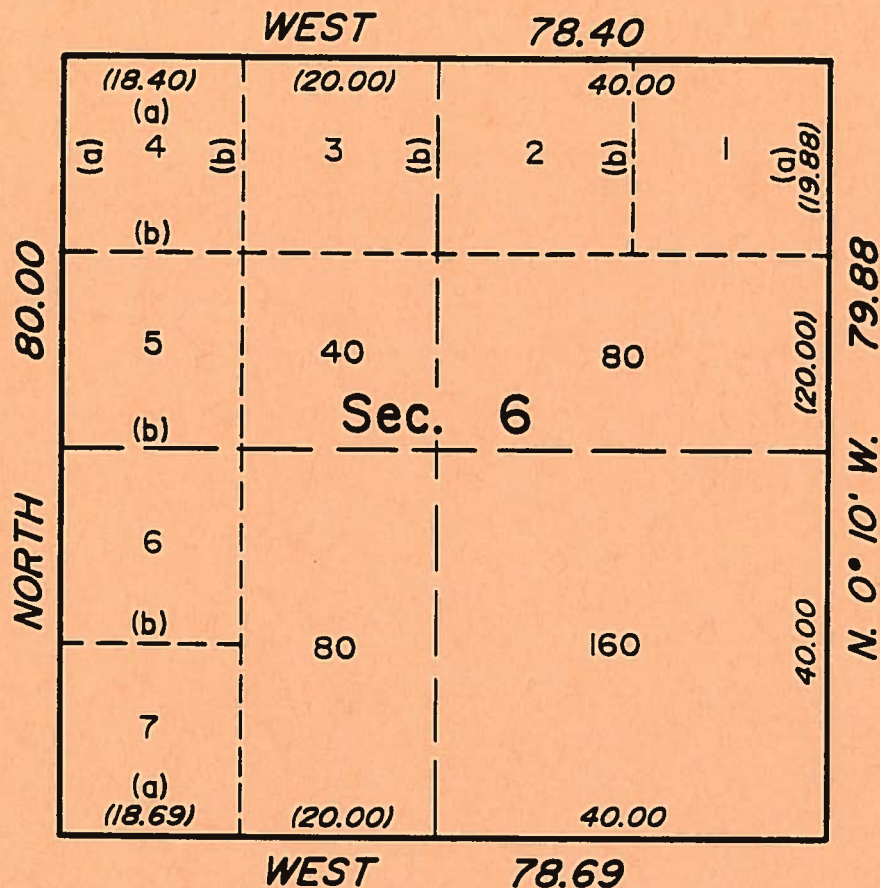 WEST 78.40
(18.40) (20.00) 40.00
(a)
(a) 4 (b) 3 (b) 2 (b) 1 (a) (19.88)
(b)
80.00 79.88
5 40 80 (20.00)
Sec. 6
(b)
NORTH N. 0° 10' W.
6
(b) 80 160 40.00
7
(a)
(18.69) (20.00) 40.00
WEST 78.69